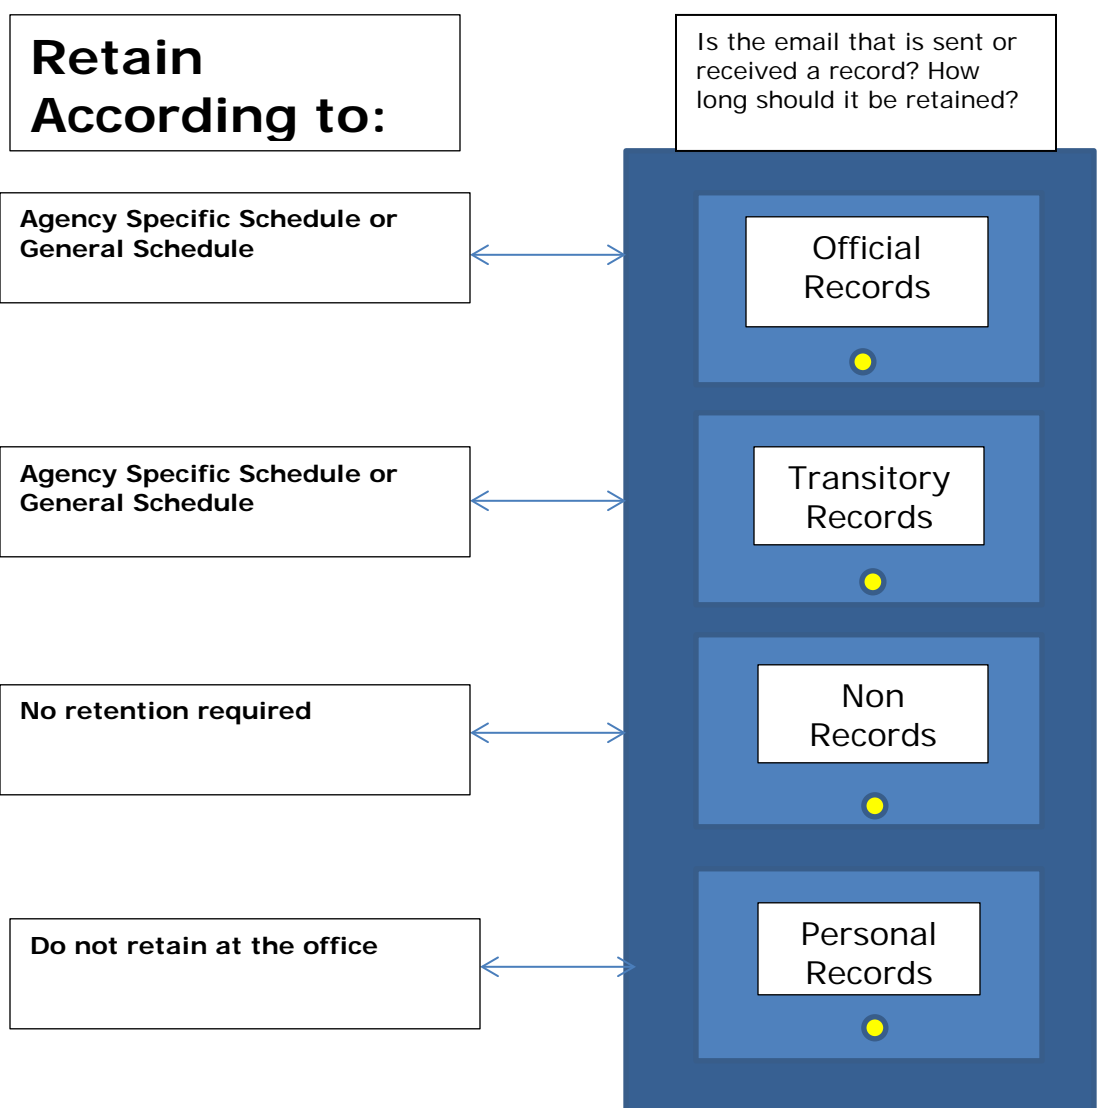 Retain
According to:
Is the email that is sent or
received a record? How
long should it be retained?
Agency Specific Schedule or
General Schedule
Official
Records
Agency Specific Schedule or
General Schedule
Transitory
Records
No retention required
Non
Records
Do not retain at the office
Personal
Records